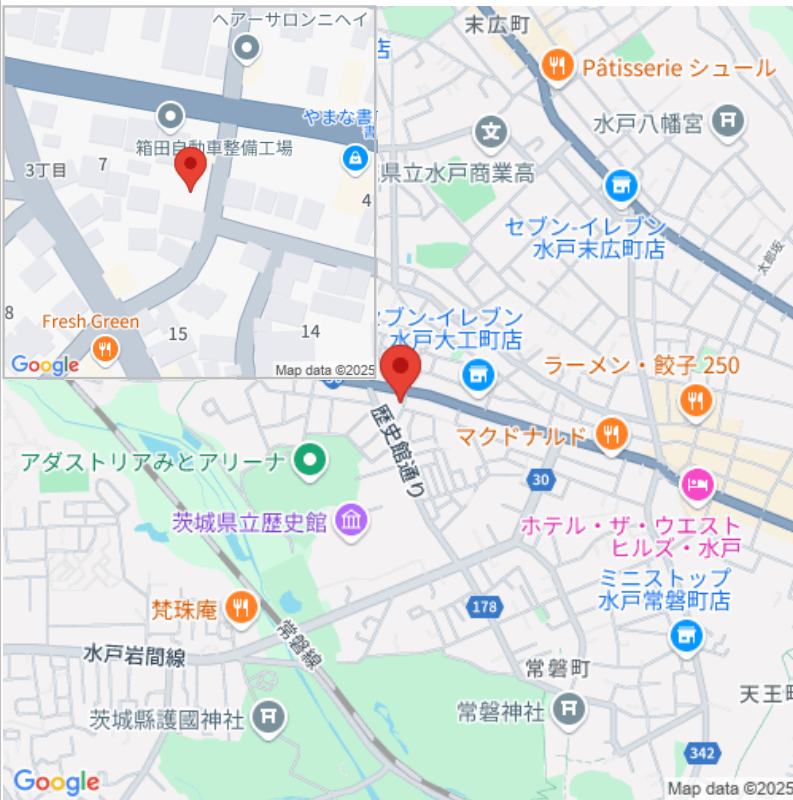 ヘアーサロンニヘイ
やまな書
箱田自動車整備工場
3丁目
7
4
8
Fresh Green
15
14
Google
Map data ©2025
末広町
店
Pâtisserie シュール
水戸八幡宮
文
県立水戸商業高
セブン-イレブン
水戸末広町店
太郎坂
ブン-イレブン
水戸大工町店
ラーメン・餃子 250
歴史館通り
マクドナルド
アダストリアみとアリーナ
30
茨城県立歴史館
ホテル・ザ・ウエスト
ヒルズ・水戸
ミニストップ
水戸常磐町店
梵珠庵
178
常磐線
水戸岩間線
常磐町
天王町
茨城縣護國神社
常磐神社
342
Google
Map data ©2025